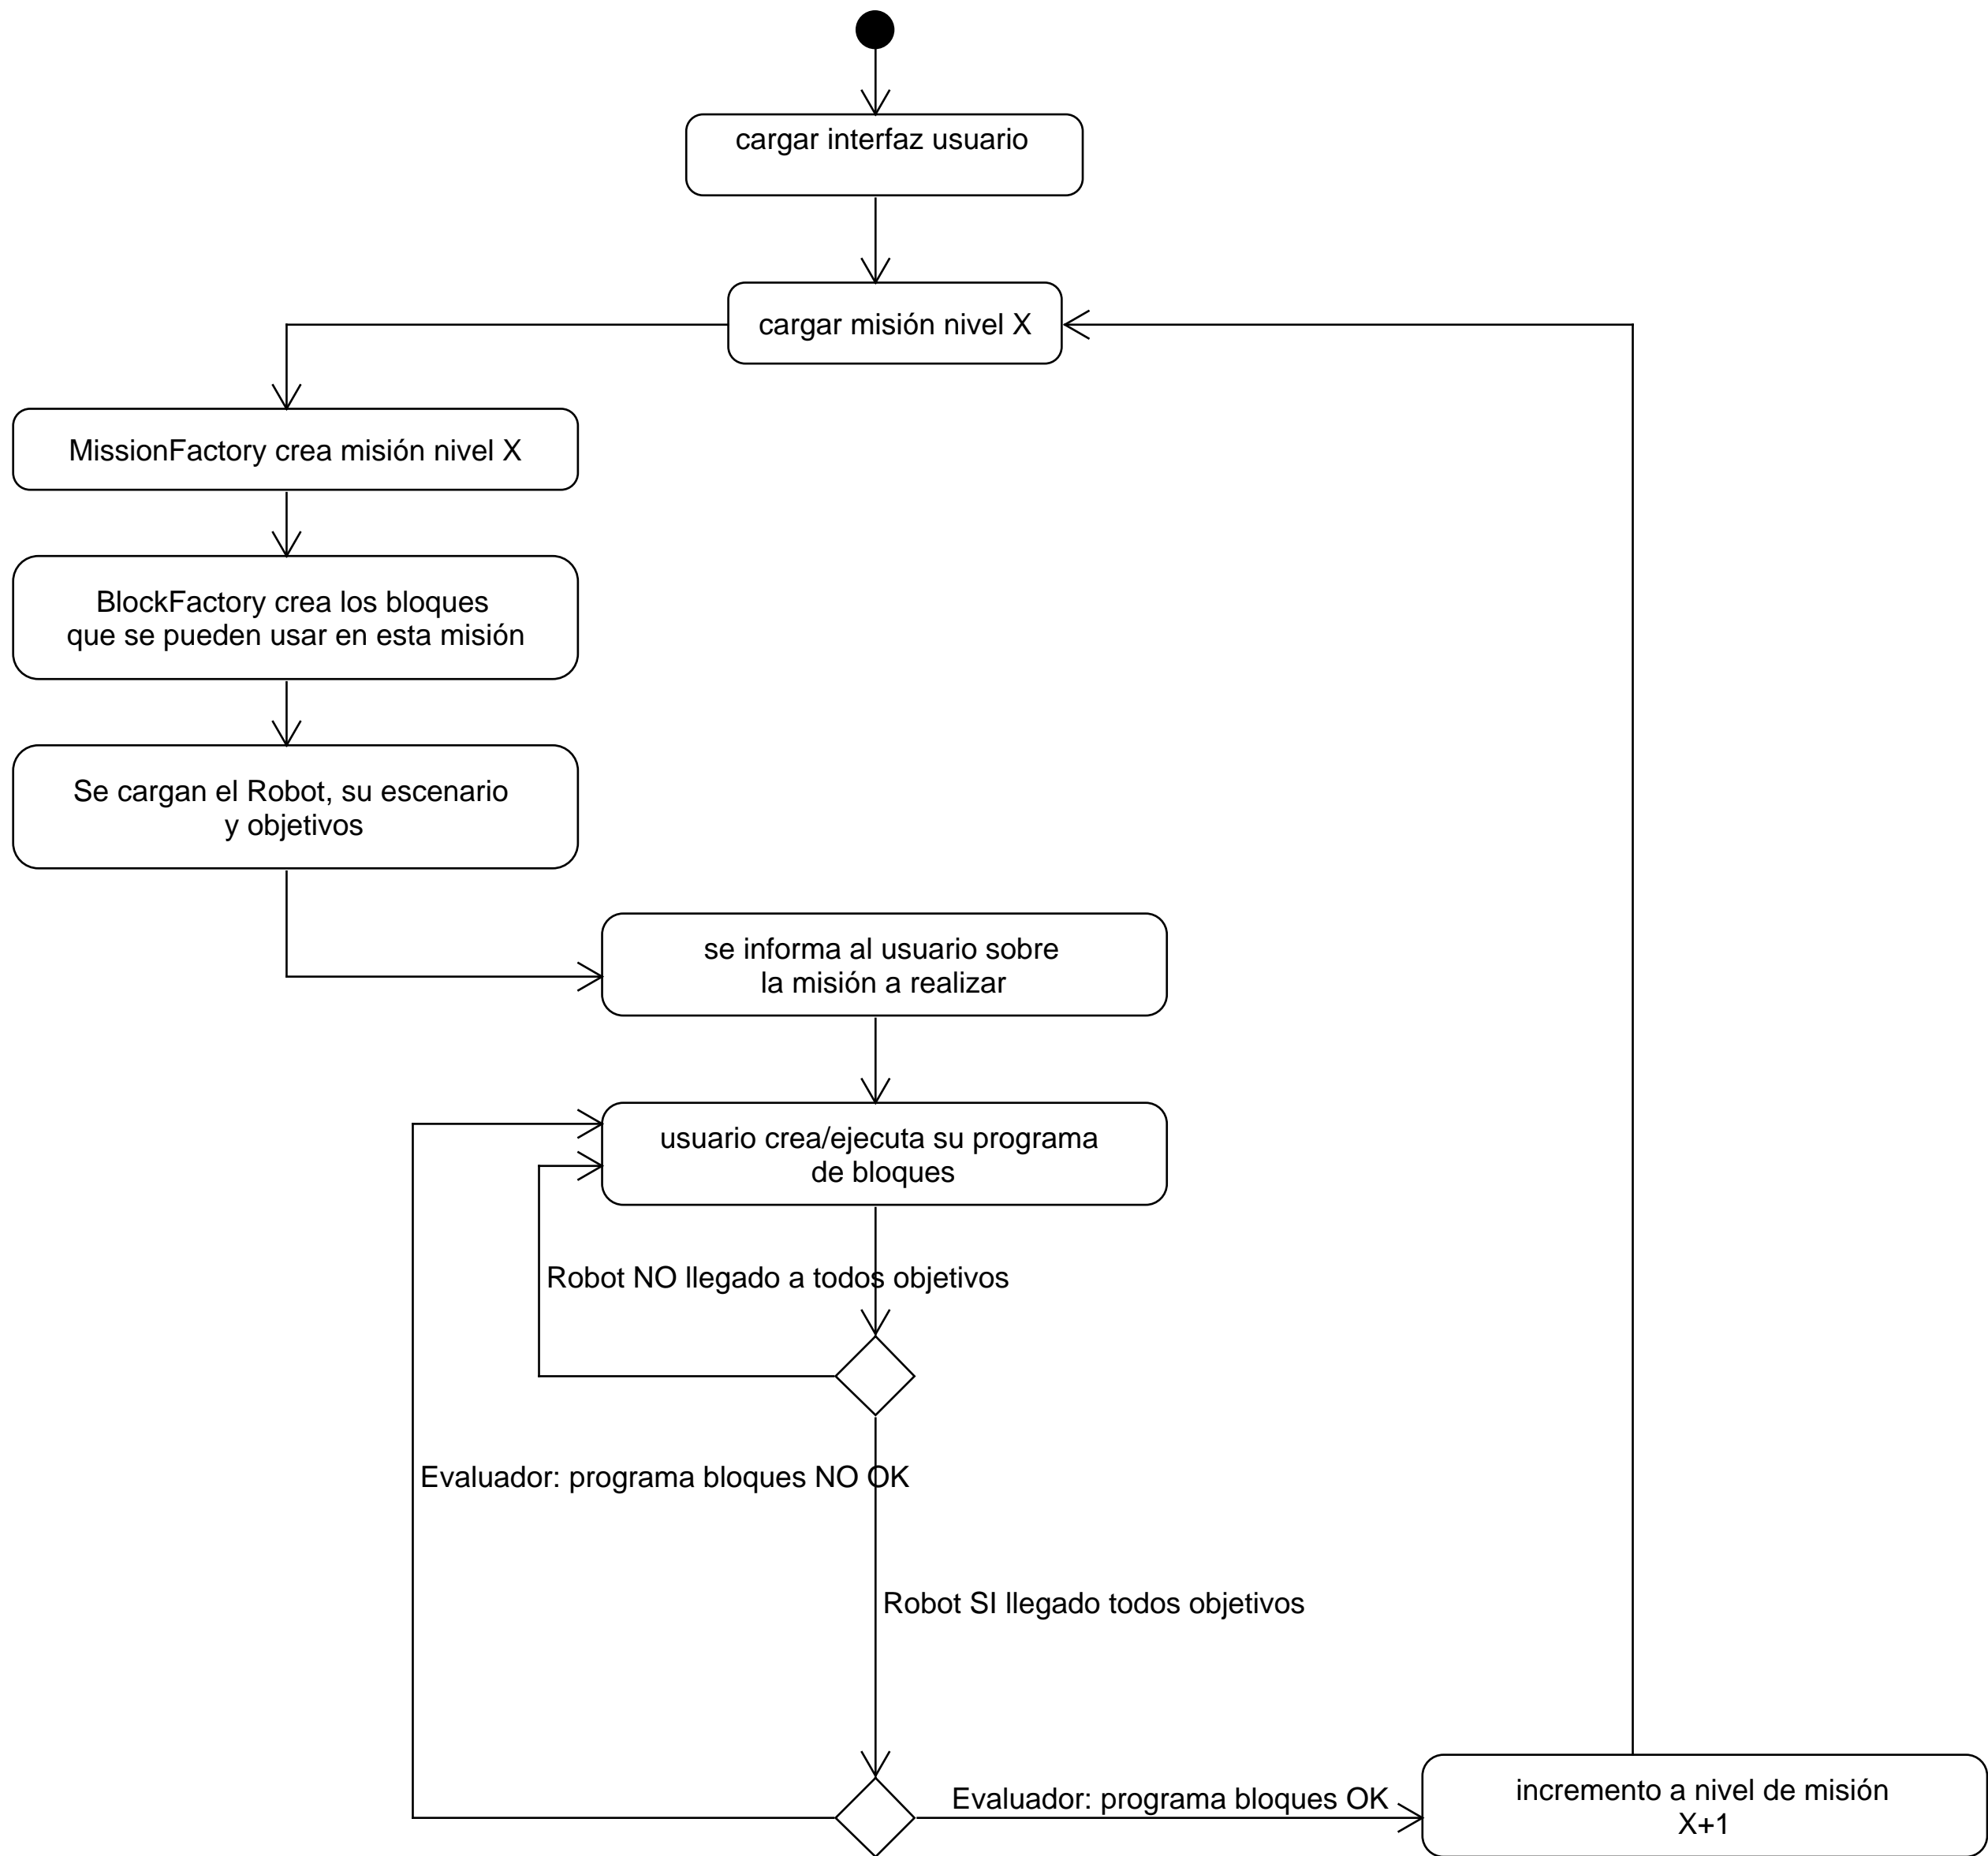 cargar interfaz usuario
cargar misión nivel X
MissionFactory crea misión nivel X
BlockFactory crea los bloques
que se pueden usar en esta misión
Se cargan el Robot, su escenario
y objetivos
se informa al usuario sobre
la misión a realizar
usuario crea/ejecuta su programa
de bloques
Robot NO llegado a todos objetivos
Evaluador: programa bloques NO OK
Robot SI llegado todos objetivos
Evaluador: programa bloques OK
incremento a nivel de misión
X+1